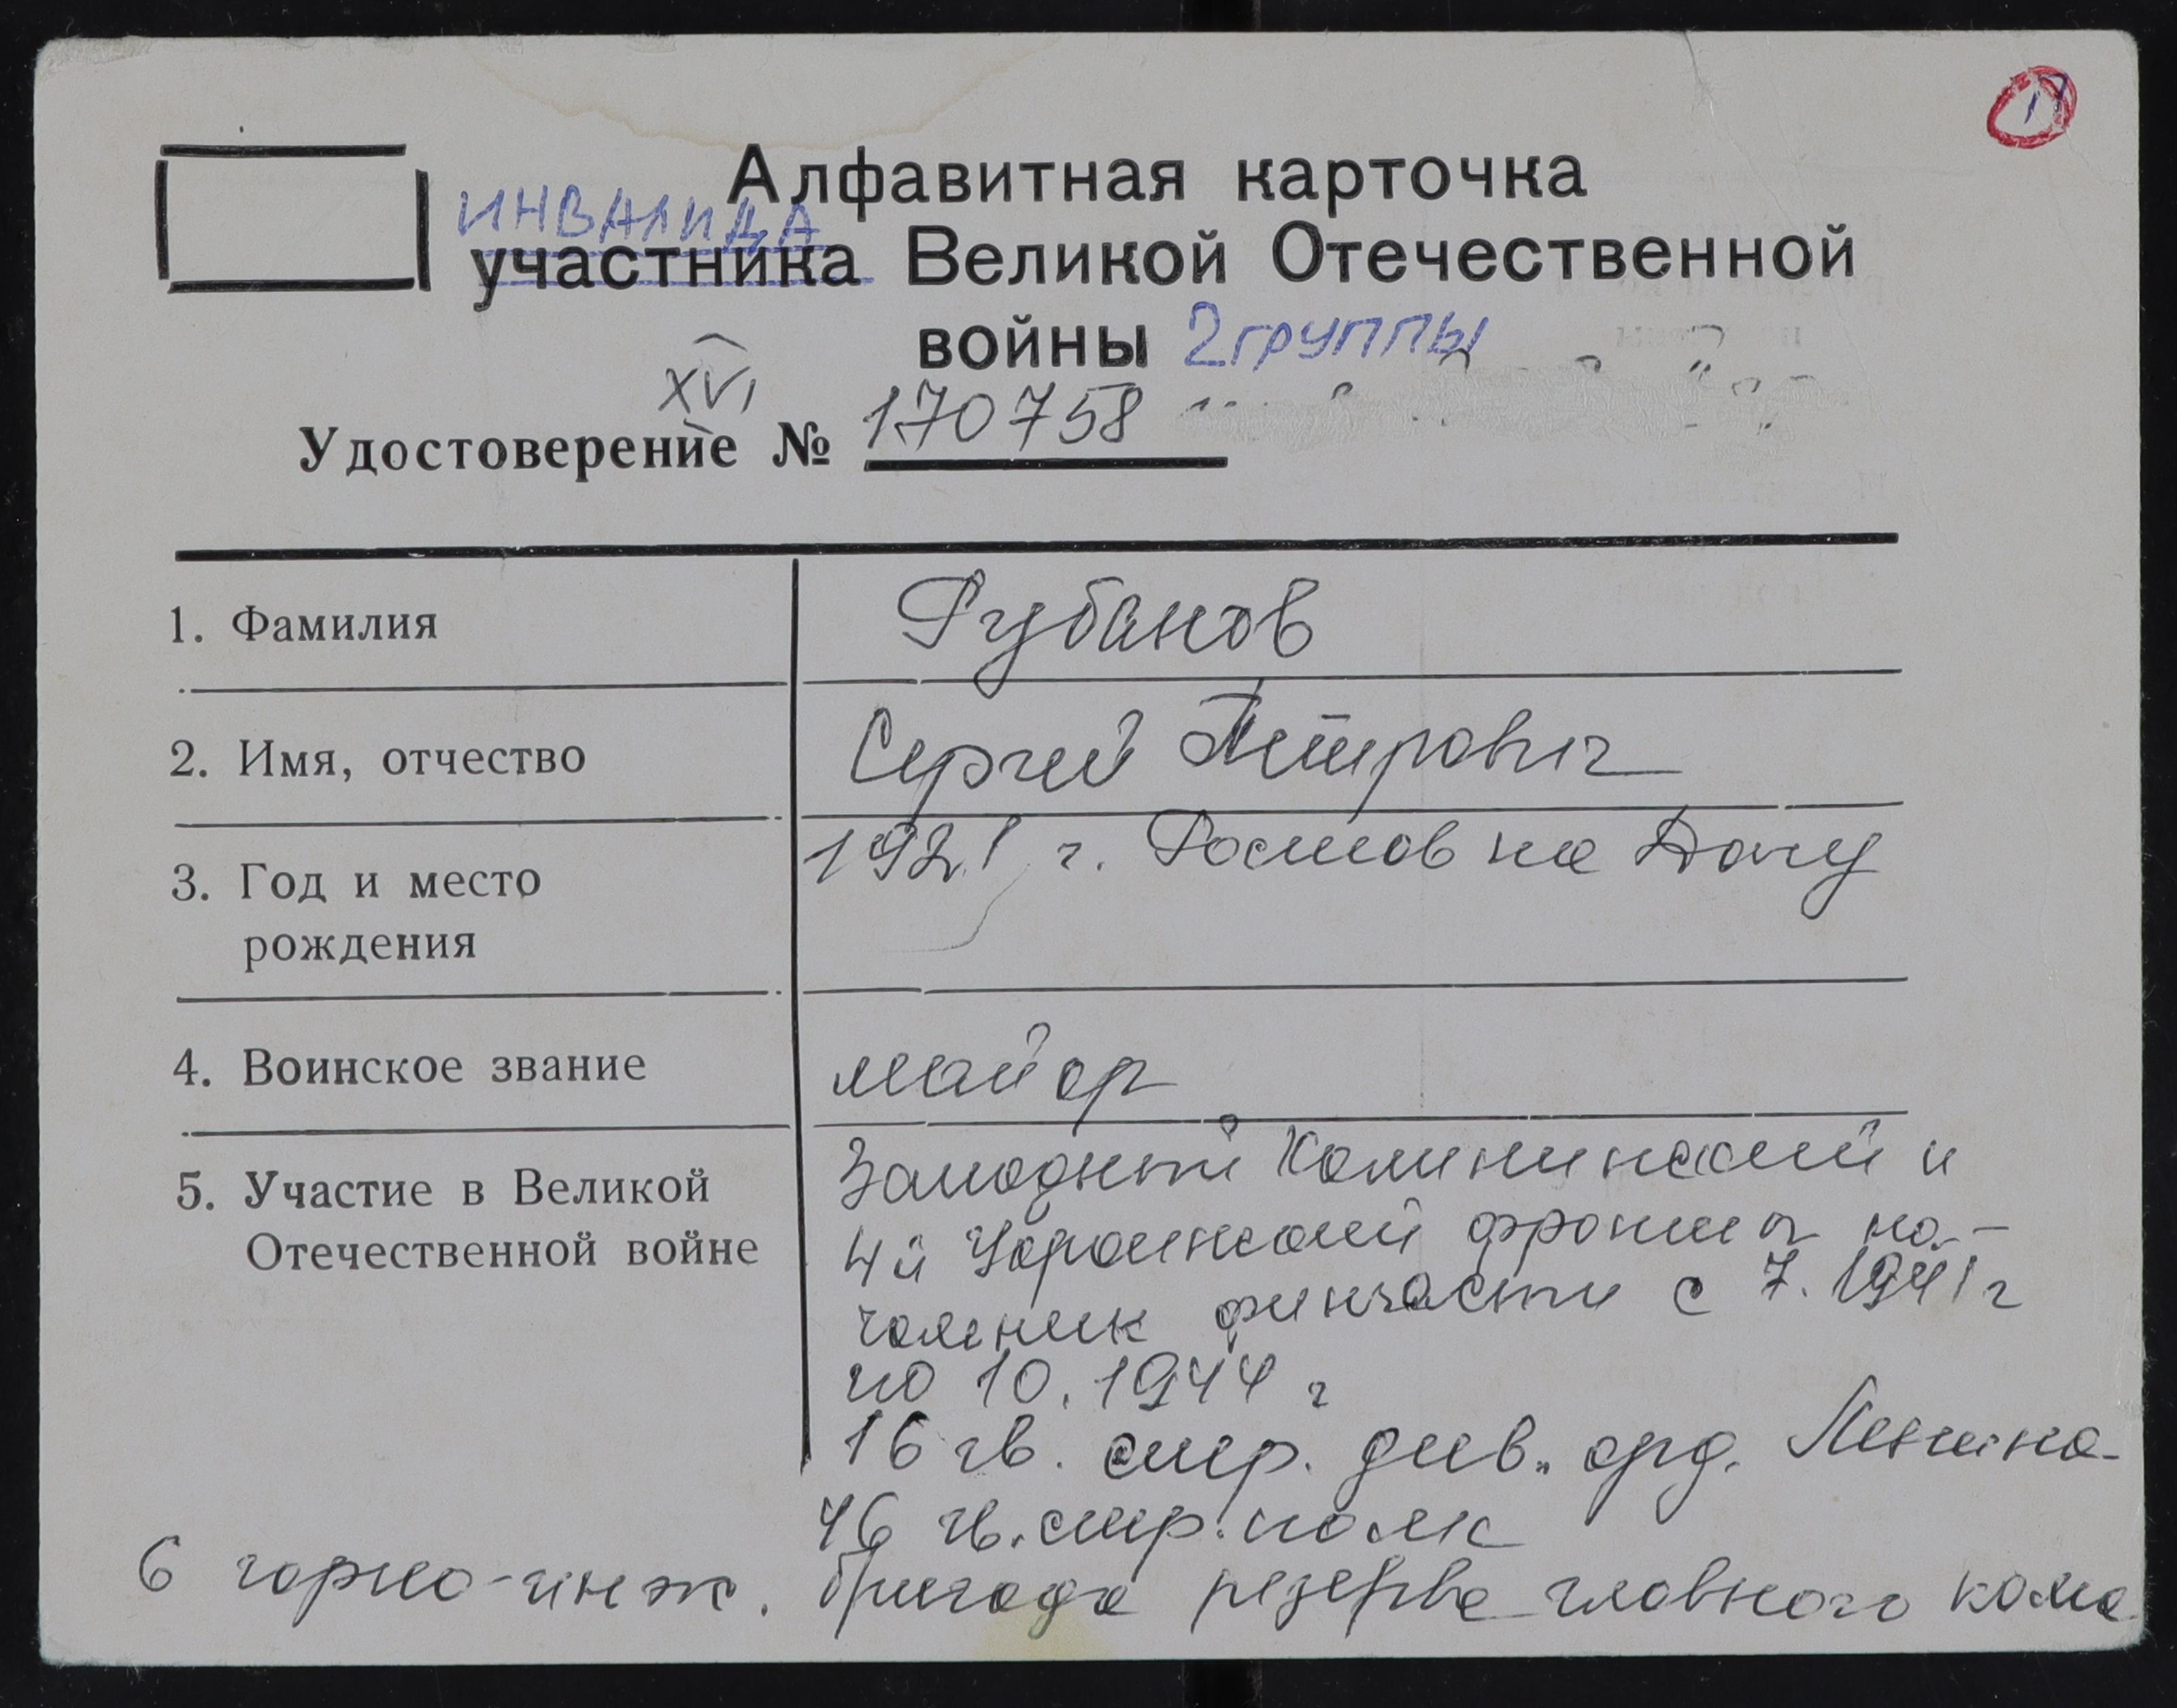 Алфавитная карточка
ИНВАЛИДА
участника Великой Отечественной
войны 2 группы
XVI
Удостоверение № 170758
1. Фамилия Рубанов
2. Имя, отчество Сергей Петрович
3. Год и место 1921 г. Ростов на Дону
рождения
4. Воинское звание майор
5. Участие в Великой Западный Калининский и
Отечественной войне 4й Украинский фронты на-
чальник финчасти с 7.1941 г
по 10.1944 г
16 гв. стр. див. орд. Ленина
46 гв. стр. полк
6 горно-инж. бригада резерва главного кома